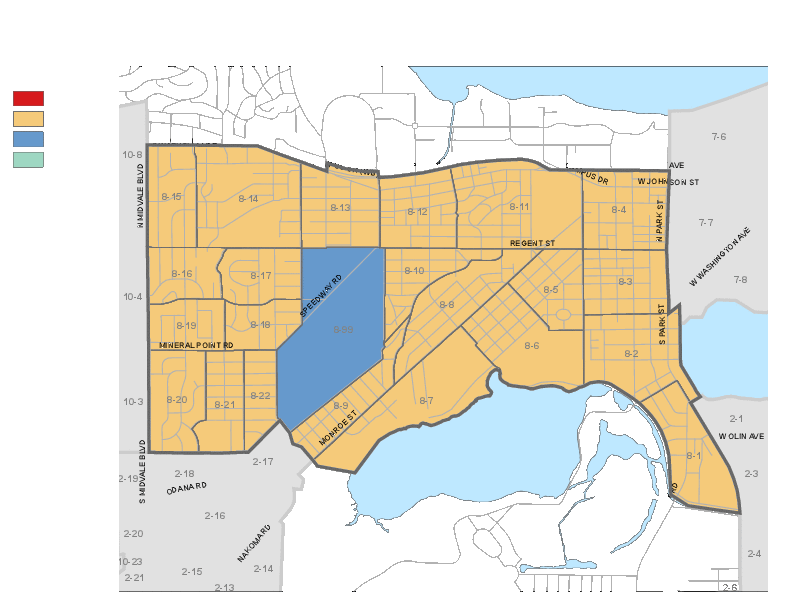 7-6
10-8
AVE
W JOHNSON ST
8-15
8-14
8-13
8-12
8-11
8-4
N MIDVALE BLVD
N PARK ST
7-7
REGENT ST
W WASHINGTON AVE
8-16
8-17
8-10
8-3
7-8
10-4
SPEEDWAY RD
8-8
8-5
8-19
8-18
S PARK ST
MINERAL POINT RD
8-6
8-2
8-20
8-21
8-22
8-9
8-7
10-3
MONROE ST
2-1
W OLIN AVE
8-1
2-17
S MIDVALE BLVD
2-19
2-18
2-3
ODANA RD
RD
2-16
2-20
NAKOMA RD
2-4
10-23
2-21
2-15
2-14
2-13
2-6